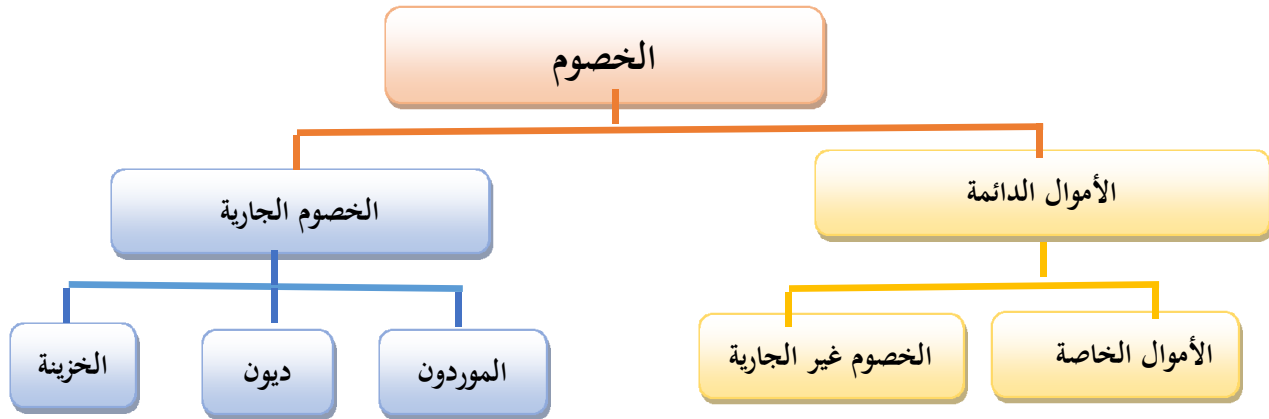 الخصوم
الأموال الدائمة
الخصوم الجارية
الأموال الخاصة
الخصوم غير الجارية
الموردون
ديون
الخزينة